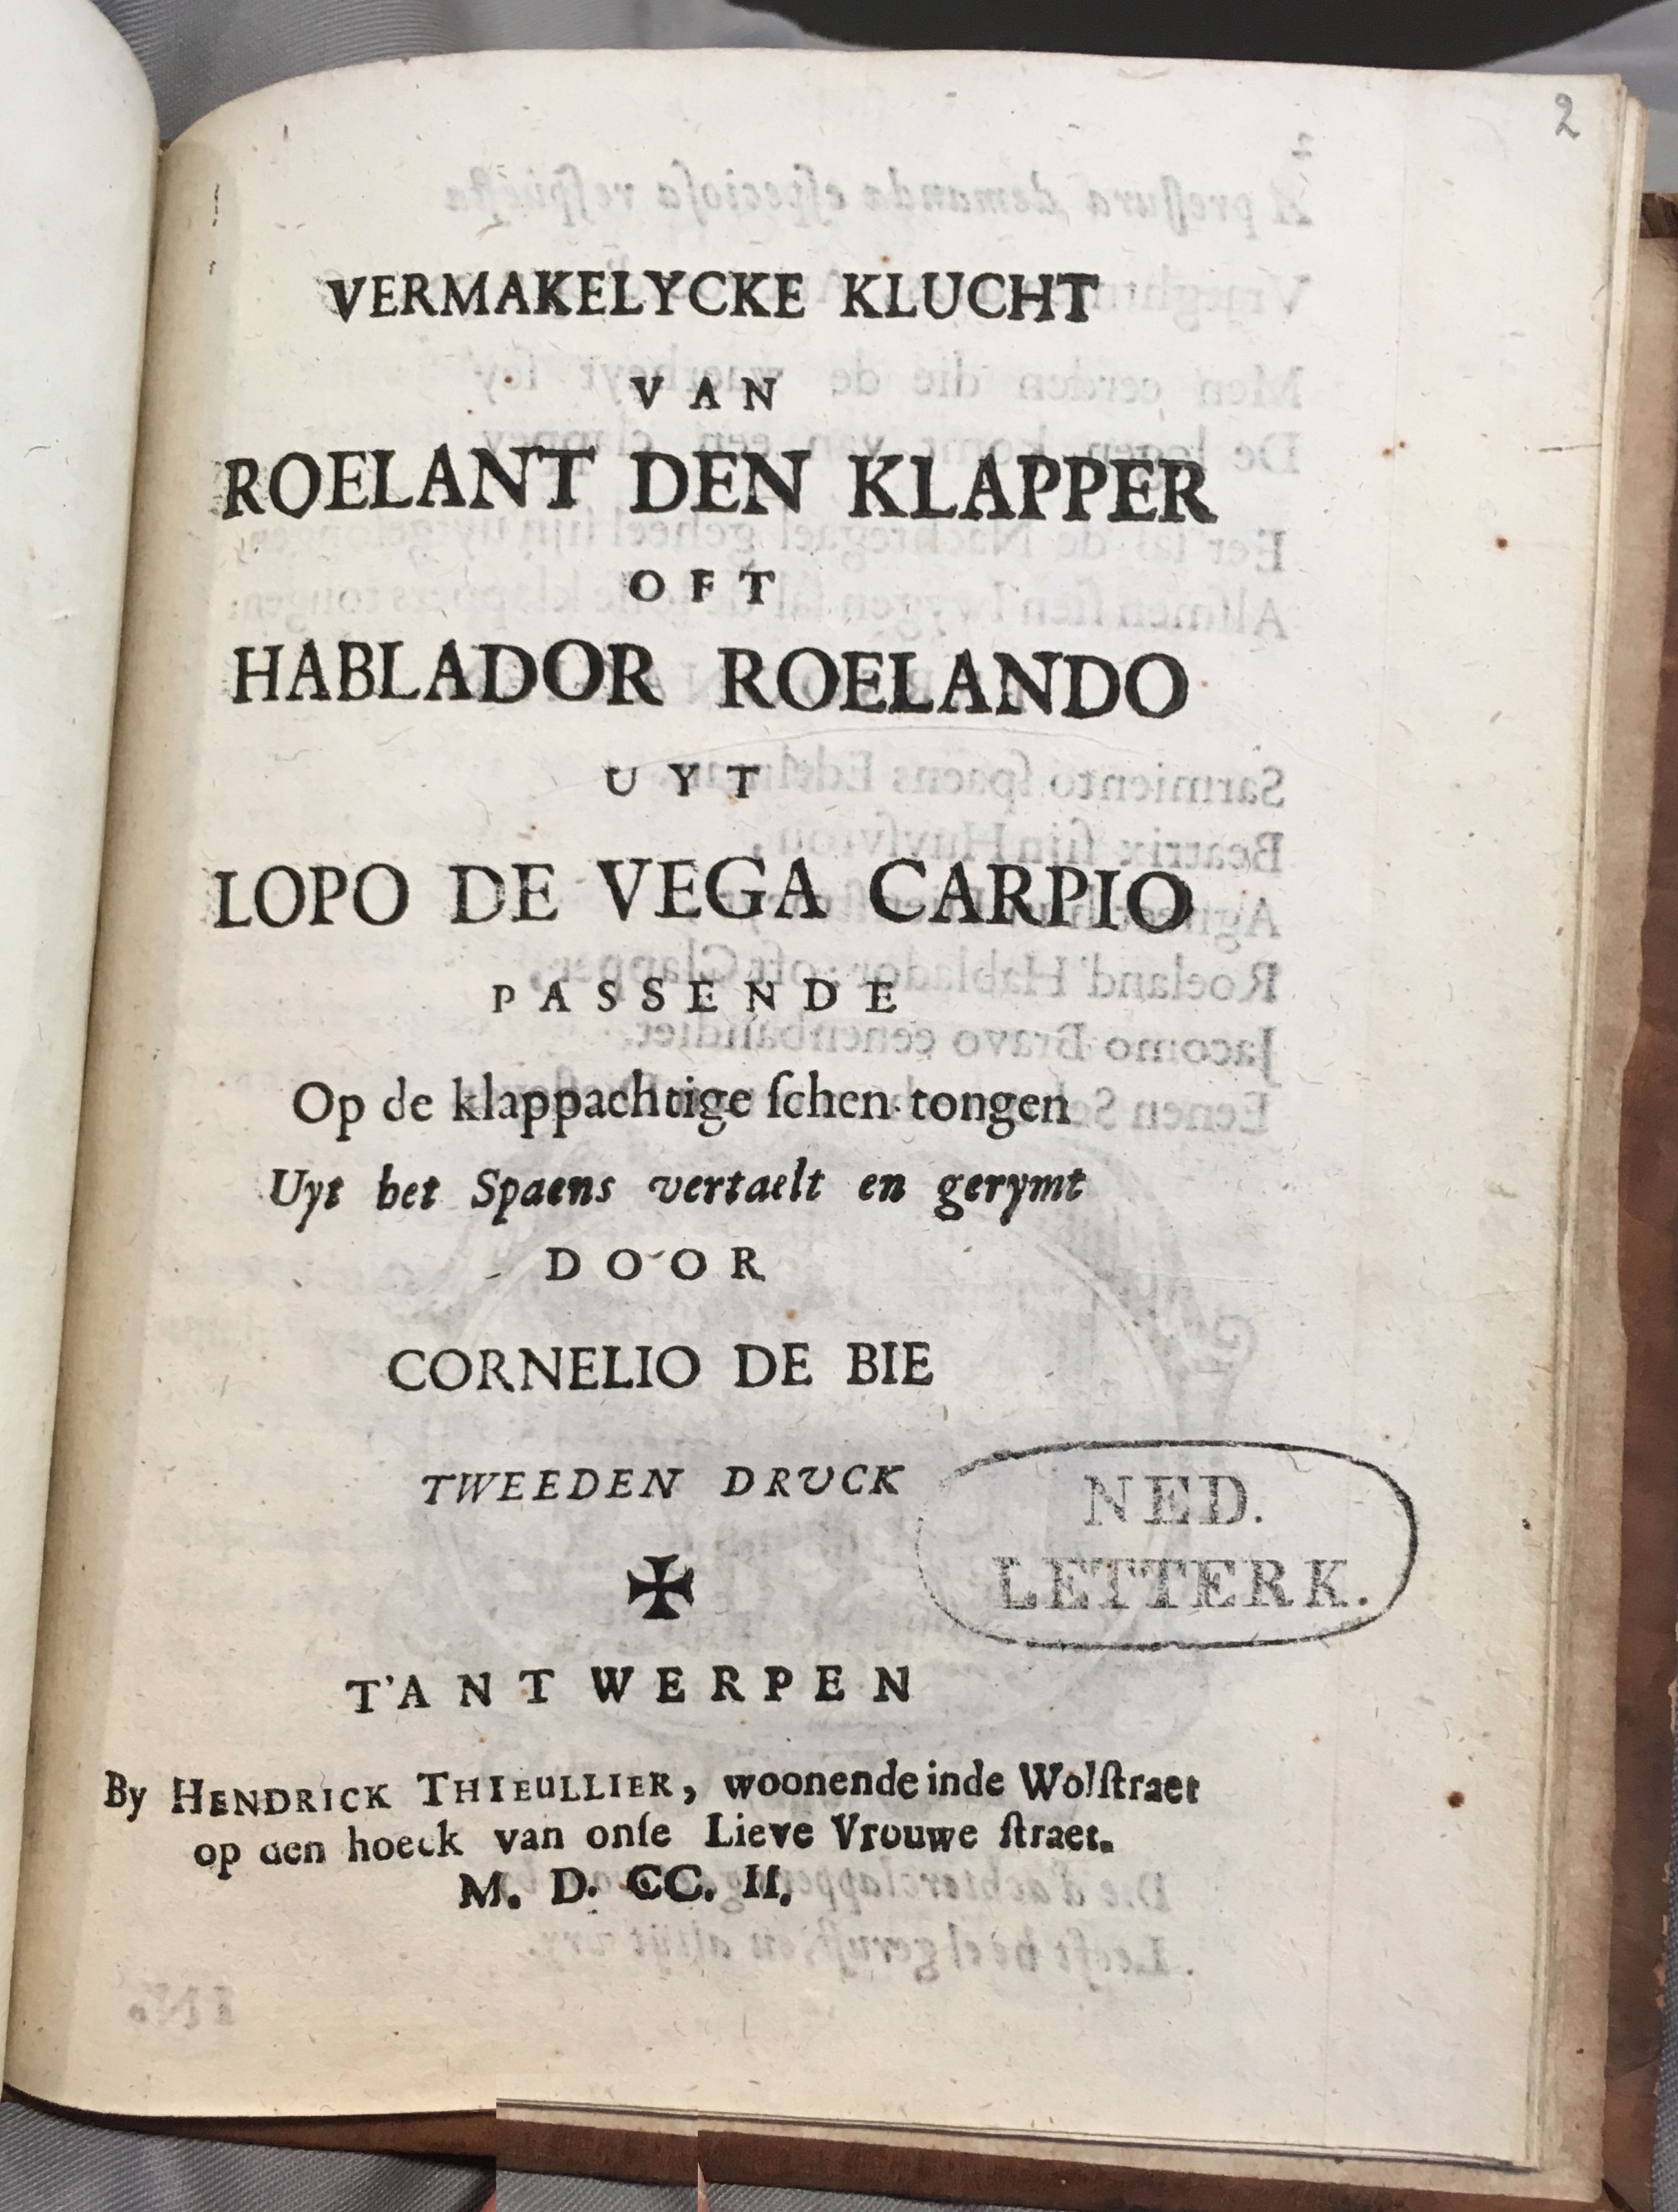 2
VERMAKELYCKE KLUCHT
VAN
ROELANT DEN KLAPPER
OFT
HABLADOR ROELANDO
UYT
LOPO DE VEGA CARPIO
PASSENDE
Op de klappachtige ſchen tongen
Uyt het Spaens vertaelt en gerymt
DOOR
CORNELIO DE BIE
TWEEDEN DRUCK
NED.
LETTERK.
T'ANTWERPEN
By HENDRICK THIEULLIER, woonende inde Wolſtraet
op den hoeck van onſe Lieve Vrouwe ſtraet.
M. D. CC. II.